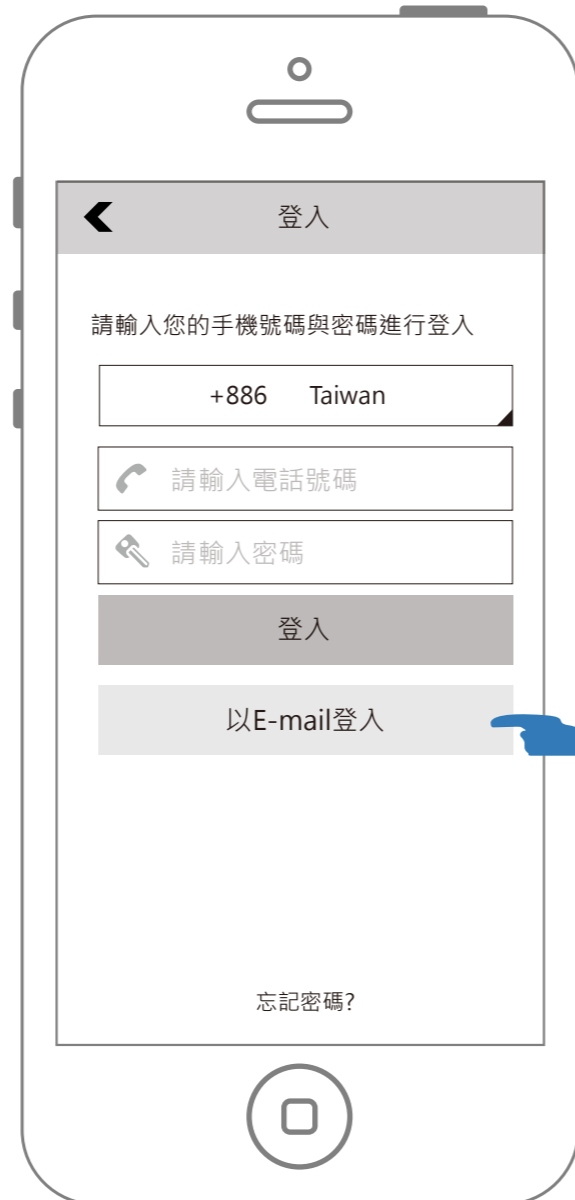 登入
請輸入您的手機號碼與密碼進行登入
+886 Taiwan
請輸入電話號碼
請輸入密碼
登入
以E-mail登入
忘記密碼?